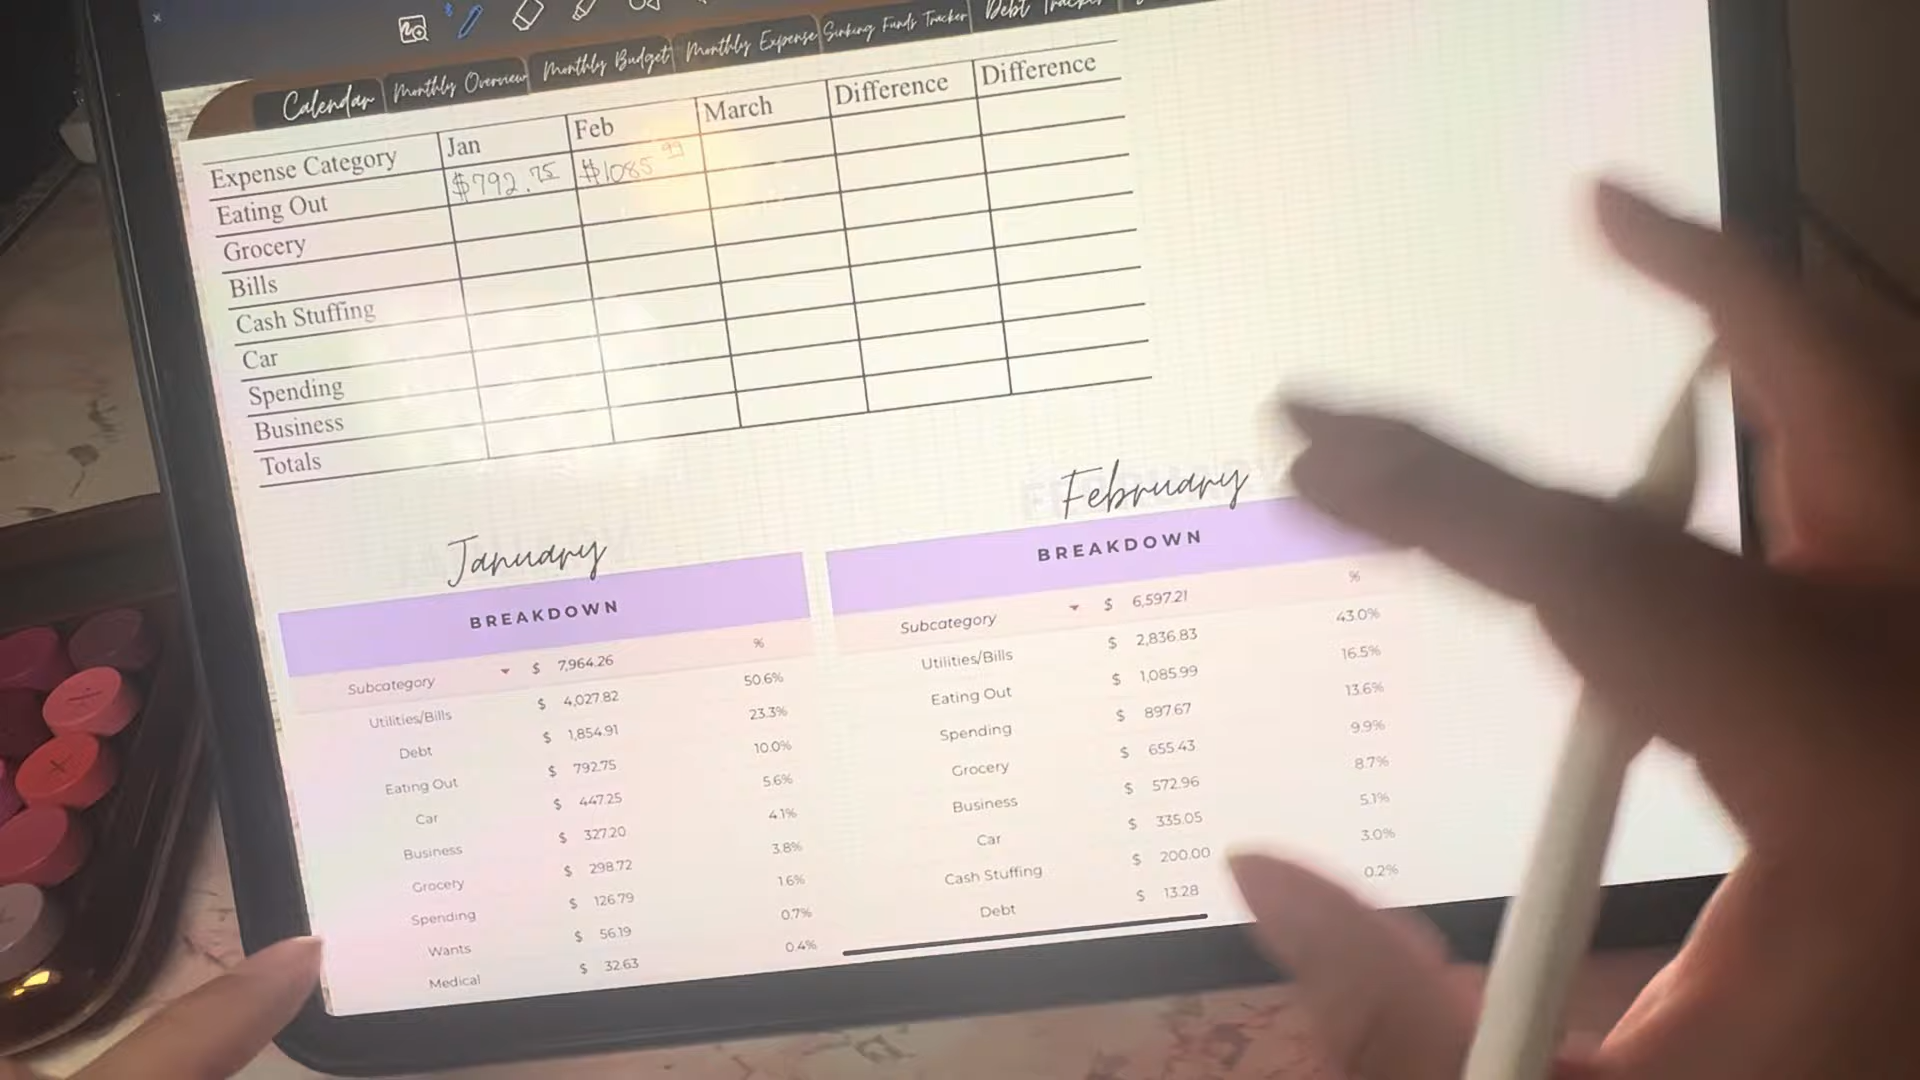 Calendar Monthly Overview Monthly Budget Monthly Expense Sinking Funds Tracker Debt Tracker
Expense Category Jan Feb March Difference Difference
Eating Out $792.75 $1085 99
Grocery
Bills
Cash Stuffing
Car
Spending
Business
Totals
January
BREAKDOWN
Subcategory $ 7,964.26 %
Utilities/Bills $ 4,027.82 50.6%
Debt $ 1,854.91 23.3%
Eating Out $ 792.75 10.0%
Car $ 447.25 5.6%
Business $ 327.20 4.1%
Grocery $ 298.72 3.8%
Spending $ 126.79 1.6%
Wants $ 56.19 0.7%
Medical $ 32.63 0.4%
February
BREAKDOWN
Subcategory $ 6,597.21 %
Utilities/Bills $ 2,836.83 43.0%
Eating Out $ 1,085.99 16.5%
Spending $ 897.67 13.6%
Grocery $ 655.43 9.9%
Business $ 572.96 8.7%
Car $ 335.05 5.1%
Cash Stuffing $ 200.00 3.0%
Debt $ 13.28 0.2%